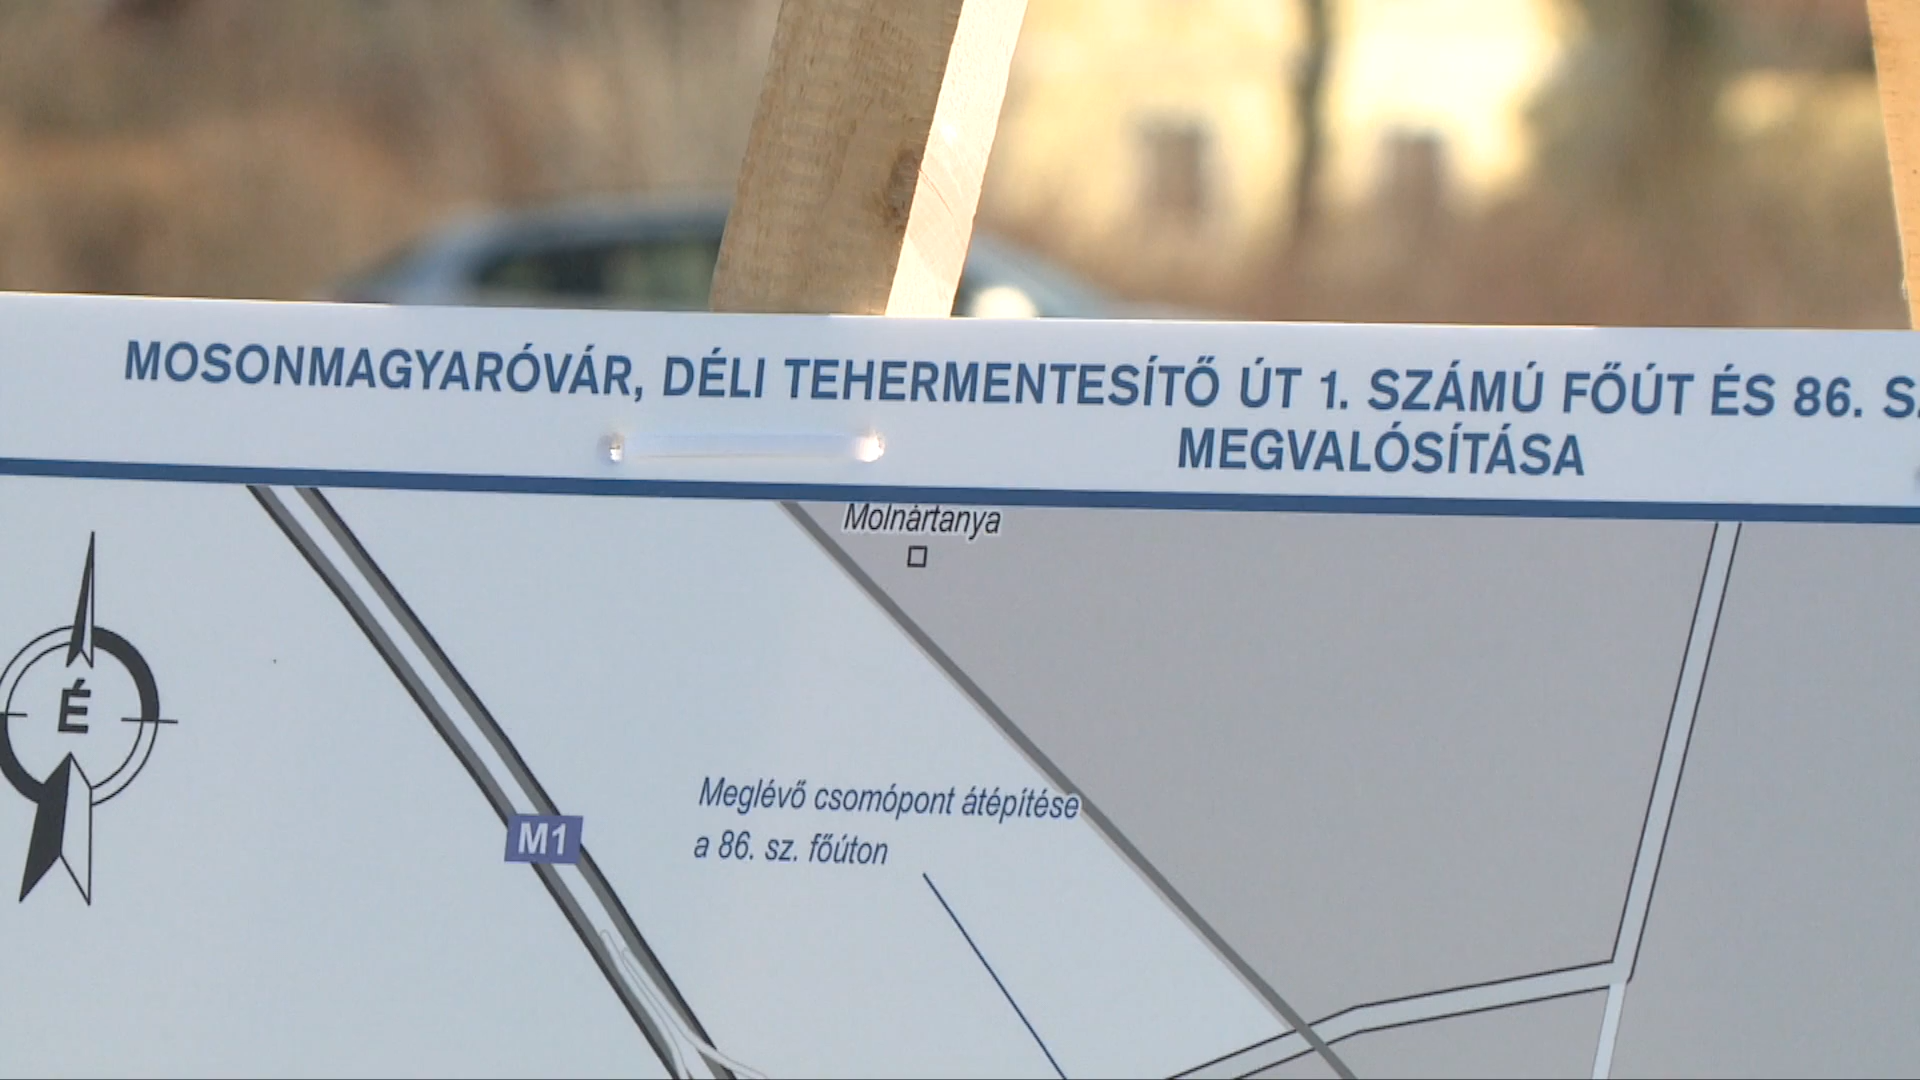 MOSONMAGYARÓVÁR, DÉLI TEHERMENTESÍTŐ ÚT 1. SZÁMÚ FŐÚT ÉS 86.
MEGVALÓSÍTÁSA
Molnártanya
É
Meglévő csomópont átépítése
a 86. sz. főúton
M1